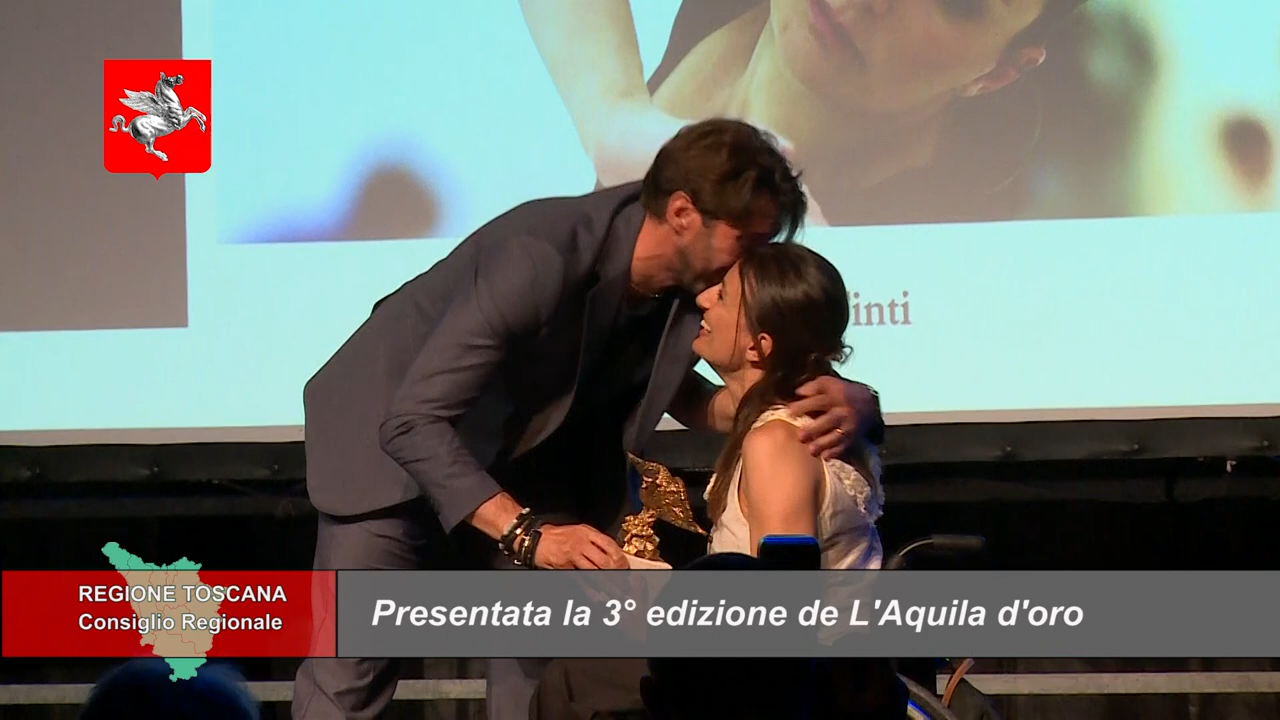 inti
REGIONE TOSCANA
Consiglio Regionale
Presentata la 3° edizione de L'Aquila d'oro